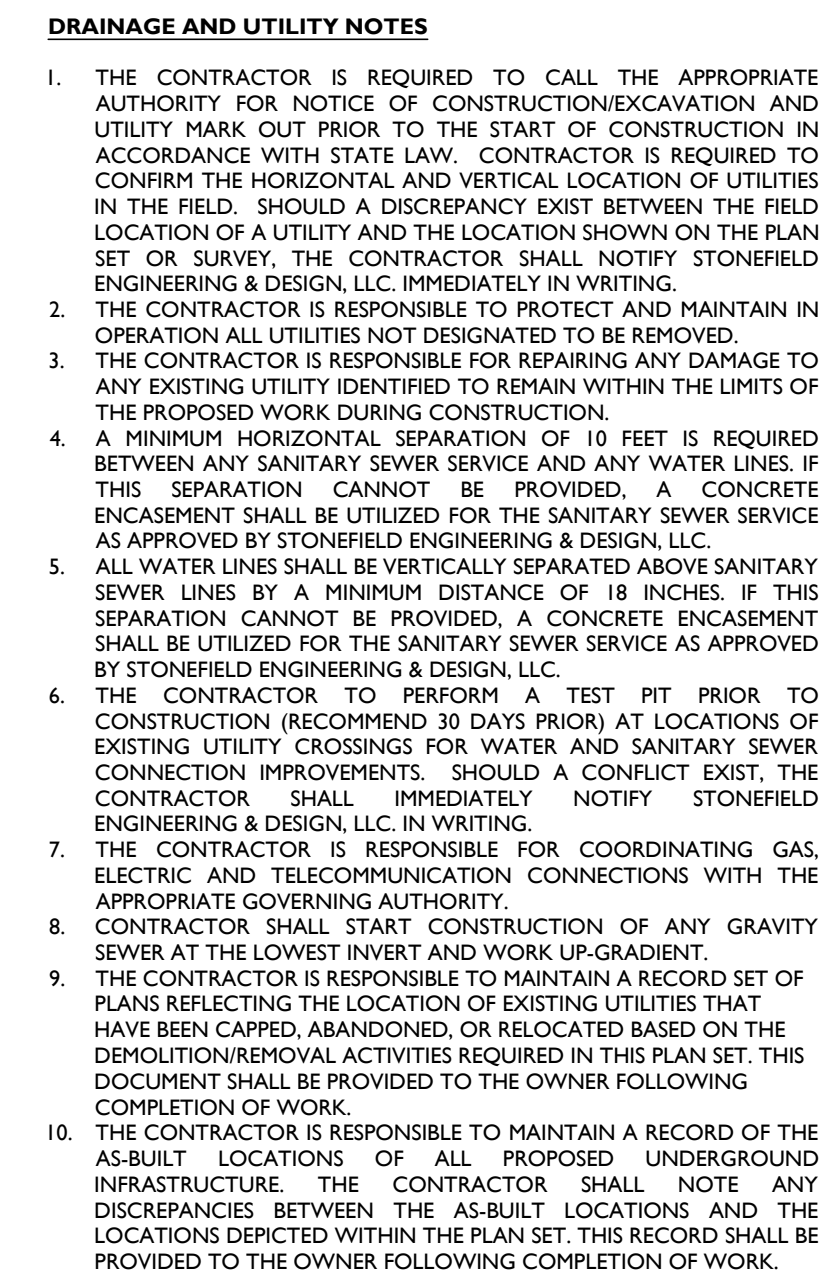 DRAINAGE AND UTILITY NOTES
1. THE CONTRACTOR IS REQUIRED TO CALL THE APPROPRIATE
AUTHORITY FOR NOTICE OF CONSTRUCTION/EXCAVATION AND
UTILITY MARK OUT PRIOR TO THE START OF CONSTRUCTION IN
ACCORDANCE WITH STATE LAW. CONTRACTOR IS REQUIRED TO
CONFIRM THE HORIZONTAL AND VERTICAL LOCATION OF UTILITIES
IN THE FIELD. SHOULD A DISCREPANCY EXIST BETWEEN THE FIELD
LOCATION OF A UTILITY AND THE LOCATION SHOWN ON THE PLAN
SET OR SURVEY, THE CONTRACTOR SHALL NOTIFY STONEFIELD
ENGINEERING & DESIGN, LLC. IMMEDIATELY IN WRITING.
2. THE CONTRACTOR IS RESPONSIBLE TO PROTECT AND MAINTAIN IN
OPERATION ALL UTILITIES NOT DESIGNATED TO BE REMOVED.
3. THE CONTRACTOR IS RESPONSIBLE FOR REPAIRING ANY DAMAGE TO
ANY EXISTING UTILITY IDENTIFIED TO REMAIN WITHIN THE LIMITS OF
THE PROPOSED WORK DURING CONSTRUCTION.
4. A MINIMUM HORIZONTAL SEPARATION OF 10 FEET IS REQUIRED
BETWEEN ANY SANITARY SEWER SERVICE AND ANY WATER LINES. IF
THIS SEPARATION CANNOT BE PROVIDED, A CONCRETE
ENCASEMENT SHALL BE UTILIZED FOR THE SANITARY SEWER SERVICE
AS APPROVED BY STONEFIELD ENGINEERING & DESIGN, LLC.
5. ALL WATER LINES SHALL BE VERTICALLY SEPARATED ABOVE SANITARY
SEWER LINES BY A MINIMUM DISTANCE OF 18 INCHES. IF THIS
SEPARATION CANNOT BE PROVIDED, A CONCRETE ENCASEMENT
SHALL BE UTILIZED FOR THE SANITARY SEWER SERVICE AS APPROVED
BY STONEFIELD ENGINEERING & DESIGN, LLC.
6. THE CONTRACTOR TO PERFORM A TEST PIT PRIOR TO
CONSTRUCTION (RECOMMEND 30 DAYS PRIOR) AT LOCATIONS OF
EXISTING UTILITY CROSSINGS FOR WATER AND SANITARY SEWER
CONNECTION IMPROVEMENTS. SHOULD A CONFLICT EXIST, THE
CONTRACTOR SHALL IMMEDIATELY NOTIFY STONEFIELD
ENGINEERING & DESIGN, LLC. IN WRITING.
7. THE CONTRACTOR IS RESPONSIBLE FOR COORDINATING GAS,
ELECTRIC AND TELECOMMUNICATION CONNECTIONS WITH THE
APPROPRIATE GOVERNING AUTHORITY.
8. CONTRACTOR SHALL START CONSTRUCTION OF ANY GRAVITY
SEWER AT THE LOWEST INVERT AND WORK UP-GRADIENT.
9. THE CONTRACTOR IS RESPONSIBLE TO MAINTAIN A RECORD SET OF
PLANS REFLECTING THE LOCATION OF EXISTING UTILITIES THAT
HAVE BEEN CAPPED, ABANDONED, OR RELOCATED BASED ON THE
DEMOLITION/REMOVAL ACTIVITIES REQUIRED IN THIS PLAN SET. THIS
DOCUMENT SHALL BE PROVIDED TO THE OWNER FOLLOWING
COMPLETION OF WORK.
10. THE CONTRACTOR IS RESPONSIBLE TO MAINTAIN A RECORD OF THE
AS-BUILT LOCATIONS OF ALL PROPOSED UNDERGROUND
INFRASTRUCTURE. THE CONTRACTOR SHALL NOTE ANY
DISCREPANCIES BETWEEN THE AS-BUILT LOCATIONS AND THE
LOCATIONS DEPICTED WITHIN THE PLAN SET. THIS RECORD SHALL BE
PROVIDED TO THE OWNER FOLLOWING COMPLETION OF WORK.